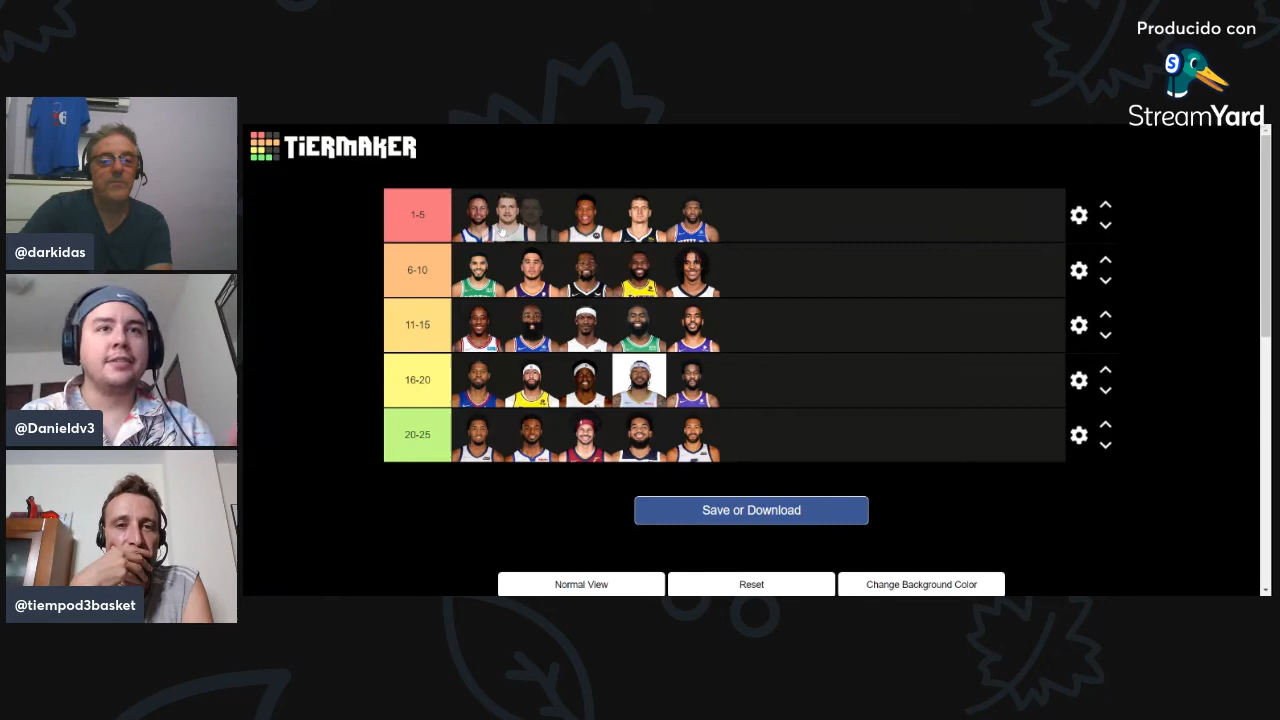 Producido con
StreamYard
TiERMAKER
1-5
6-10
11-15
16-20
20-25
@darkidas
@Danieldv3
@tiempod3basket
Save or Download
Normal View
Reset
Change Background Color